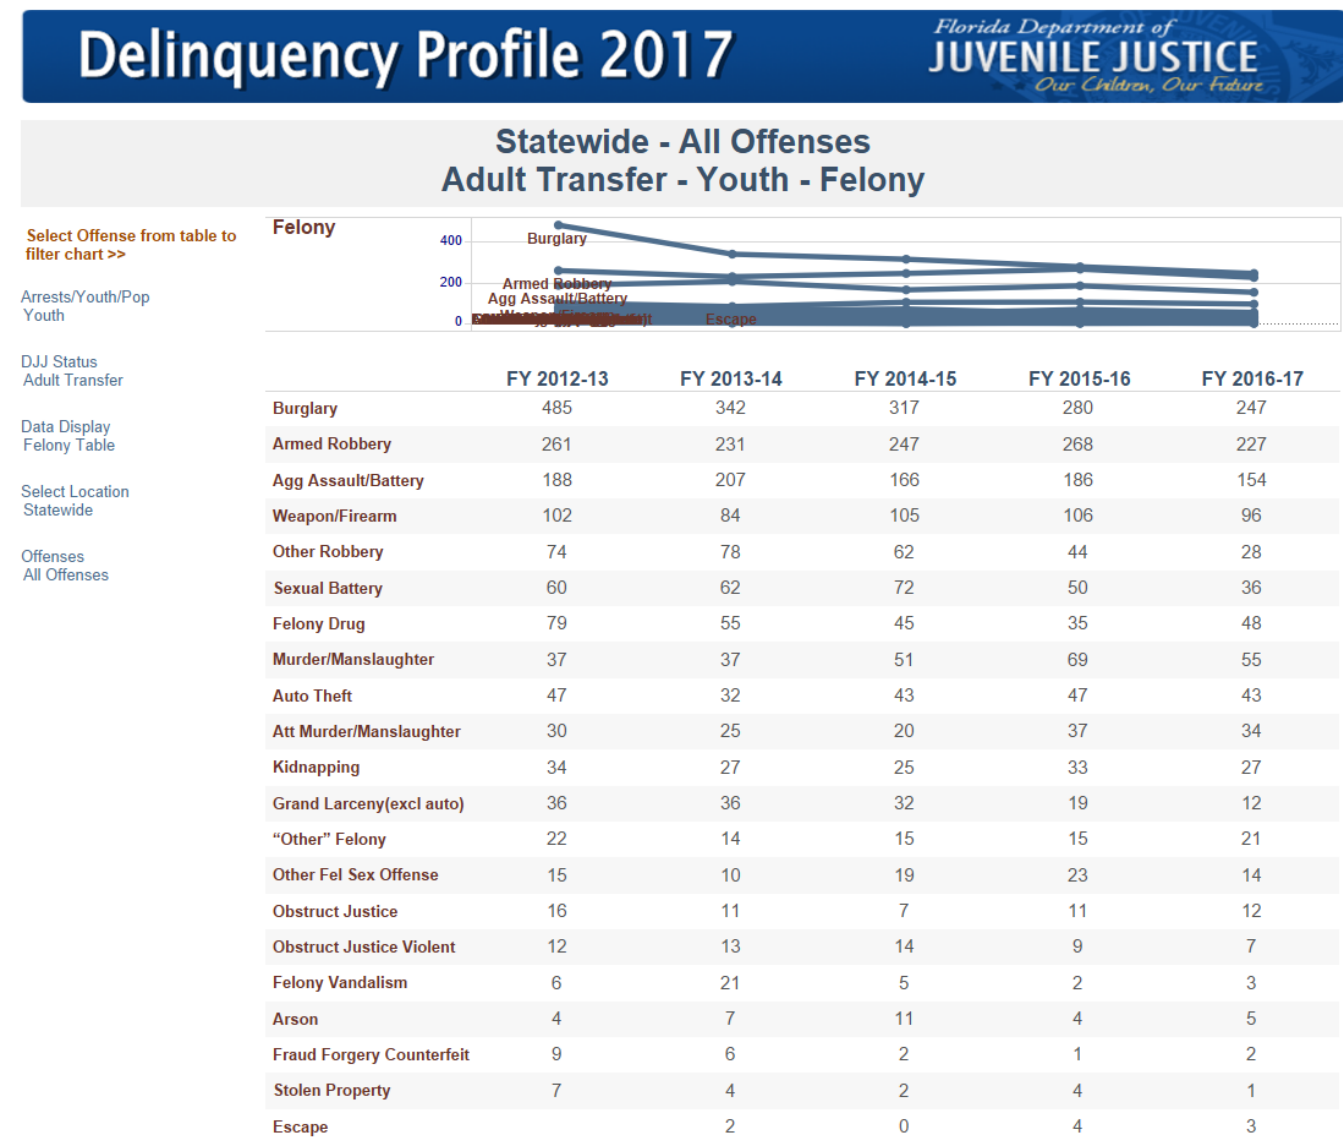 Delinquency Profile 2017
Florida Department of
JUVENILE JUSTICE
Our Children, Our Future
Statewide - All Offenses
Adult Transfer - Youth - Felony
Select Offense from table to
filter chart >>
Arrests/Youth/Pop
Youth
DJJ Status
Adult Transfer
Data Display
Felony Table
Select Location
Statewide
Offenses
All Offenses
Felony
400
200
0
Burglary
Armed Robbery
Agg Assault/Battery
Escape
FY 2012-13 FY 2013-14 FY 2014-15 FY 2015-16 FY 2016-17
Burglary 485 342 317 280 247
Armed Robbery 261 231 247 268 227
Agg Assault/Battery 188 207 166 186 154
Weapon/Firearm 102 84 105 106 96
Other Robbery 74 78 62 44 28
Sexual Battery 60 62 72 50 36
Felony Drug 79 55 45 35 48
Murder/Manslaughter 37 37 51 69 55
Auto Theft 47 32 43 47 43
Att Murder/Manslaughter 30 25 20 37 34
Kidnapping 34 27 25 33 27
Grand Larceny(excl auto) 36 36 32 19 12
“Other” Felony 22 14 15 15 21
Other Fel Sex Offense 15 10 19 23 14
Obstruct Justice 16 11 7 11 12
Obstruct Justice Violent 12 13 14 9 7
Felony Vandalism 6 21 5 2 3
Arson 4 7 11 4 5
Fraud Forgery Counterfeit 9 6 2 1 2
Stolen Property 7 4 2 4 1
Escape 2 0 4 3